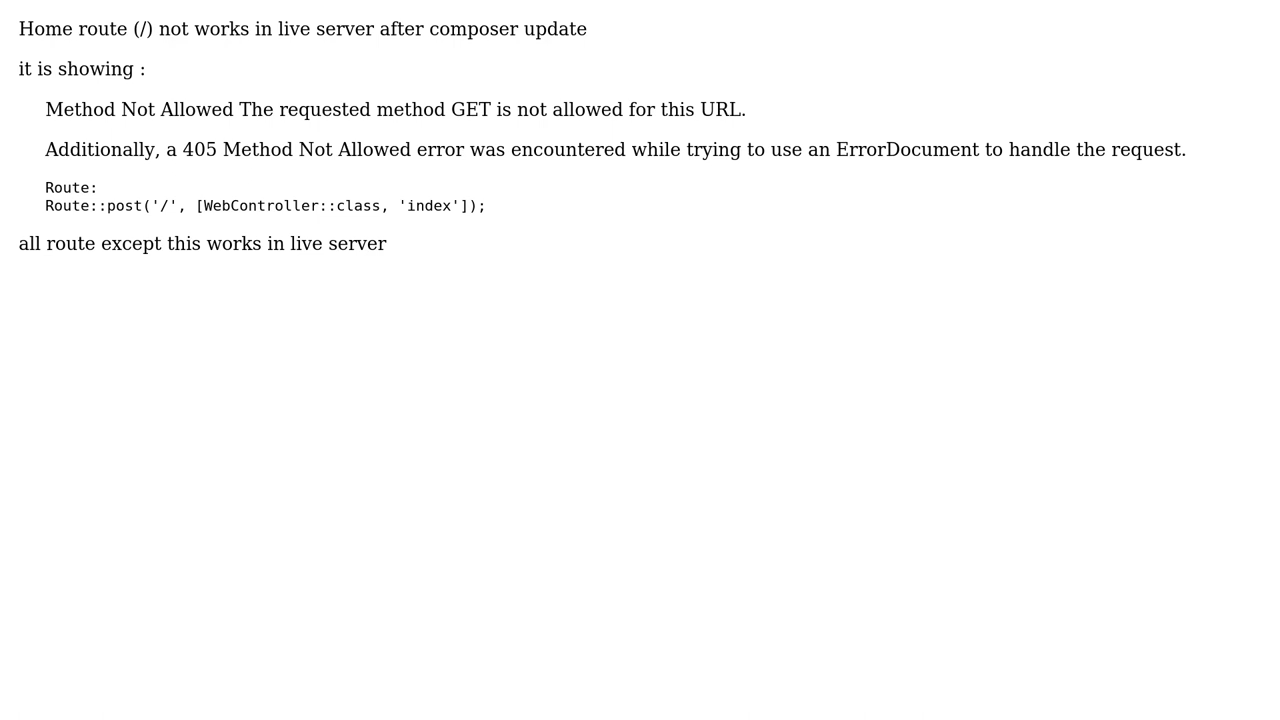 Home route (/) not works in live server after composer update
it is showing :
Method Not Allowed The requested method GET is not allowed for this URL.
Additionally, a 405 Method Not Allowed error was encountered while trying to use an ErrorDocument to handle the request.
Route:
Route::post('/', [WebController::class, 'index']);
all route except this works in live server